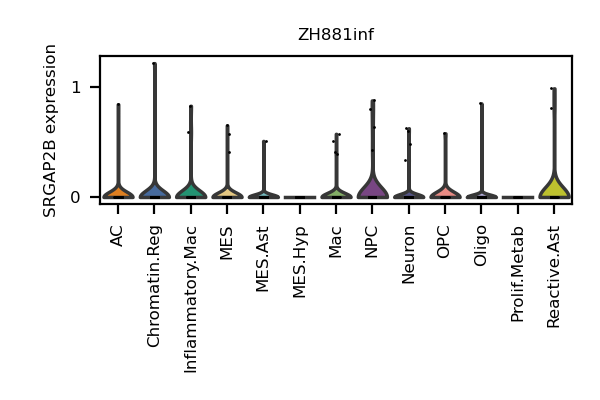 ZH881inf
SRGAP2B expression
1
0
AC
Chromatin.Reg
Inflammatory.Mac
MES
MES.Ast
MES.Hyp
Mac
NPC
Neuron
OPC
Oligo
Prolif.Metab
Reactive.Ast